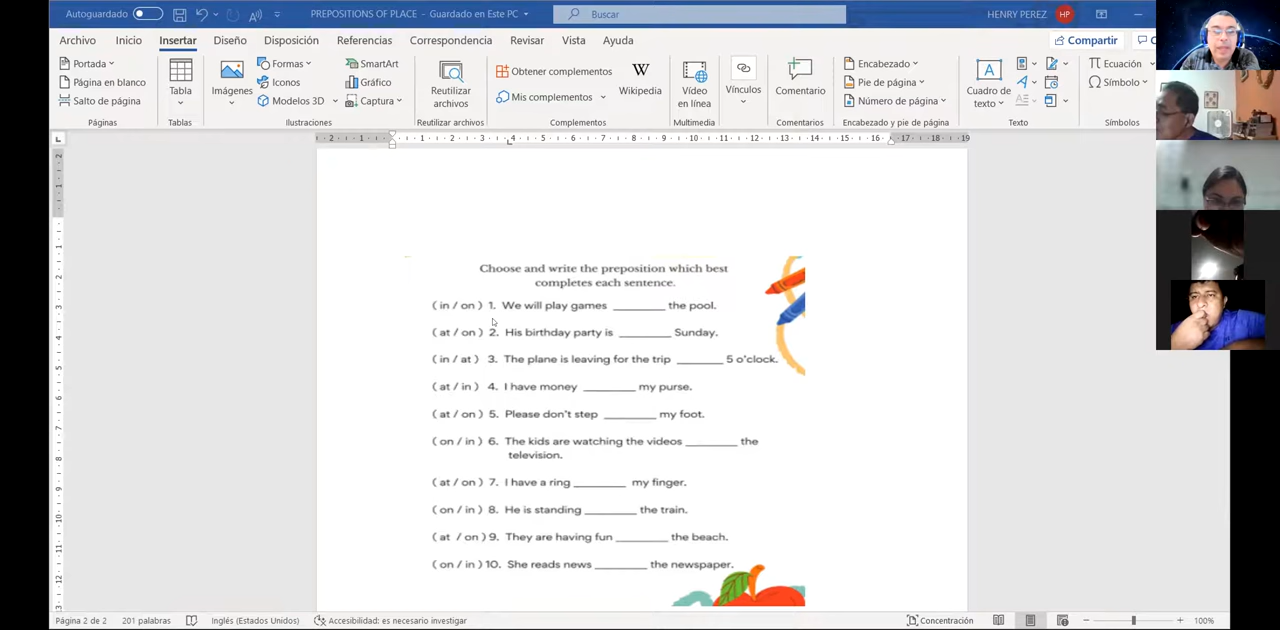 Autoguardado
PREPOSITIONS OF PLACE - Guardado en Este PC
Buscar
HENRY PEREZ
HP
Archivo Inicio Insertar Diseño Disposición Referencias Correspondencia Revisar Vista Ayuda
Compartir
Portada
Página en blanco
Salto de página
Páginas
Tabla
Tablas
Imágenes
Formas
Iconos
Modelos 3D
SmartArt
Gráfico
Captura
Ilustraciones
Reutilizar
archivos
Reutilizar archivos
Obtener complementos
Mis complementos
Wikipedia
Complementos
Vídeo
en línea
Multimedia
Vínculos
Comentario
Comentarios
Encabezado
Pie de página
Número de página
Encabezado y pie de página
Cuadro de
texto
Texto
Ecuación
Símbolo
Símbolos
Choose and write the preposition which best
completes each sentence.
( in / on ) 1. We will play games ________ the pool.
( at / on ) 2. His birthday party is ________ Sunday.
( in / at ) 3. The plane is leaving for the trip _______ 5 o'clock.
( at / in ) 4. I have money ________ my purse.
( at / on ) 5. Please don't step ________ my foot.
( on / in ) 6. The kids are watching the videos ________ the
television.
( at / on ) 7. I have a ring ________ my finger.
( on / in ) 8. He is standing ________ the train.
( at / on ) 9. They are having fun ________ the beach.
( on / in ) 10. She reads news ________ the newspaper.
Página 2 de 2 201 palabras Inglés (Estados Unidos) Accesibilidad: es necesario investigar
Concentración
100%